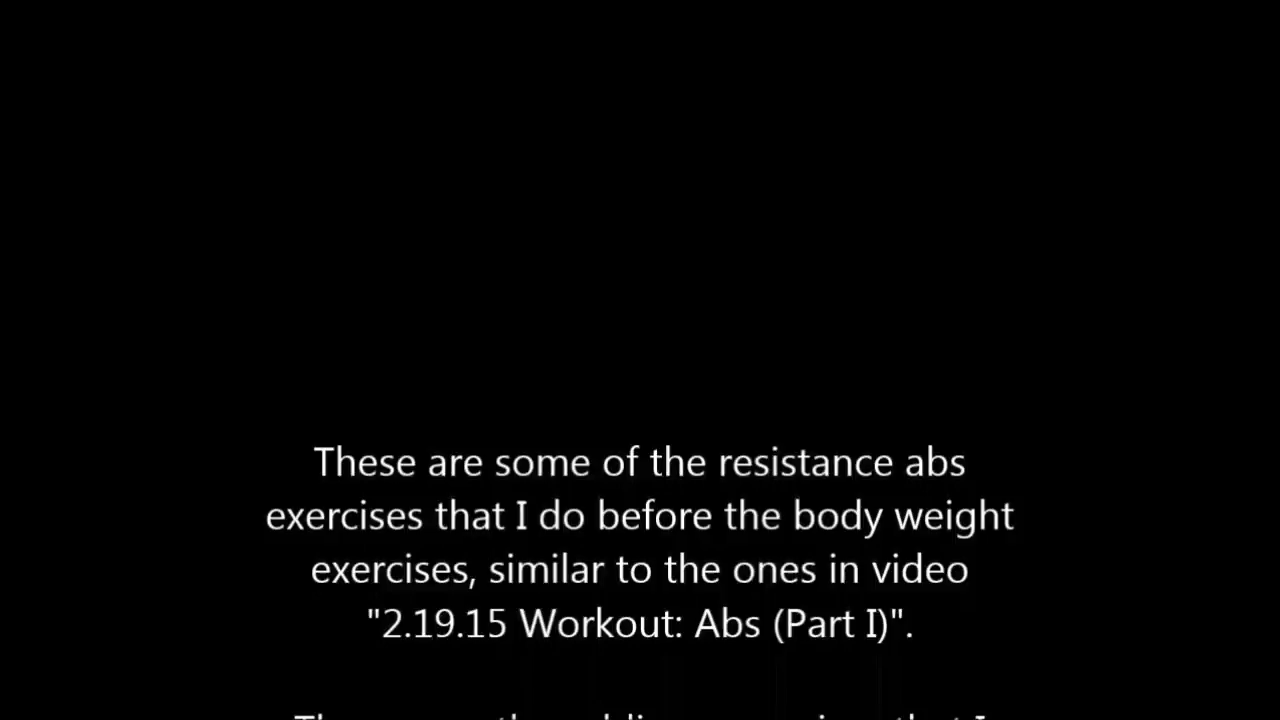 These are some of the resistance abs
exercises that I do before the body weight
exercises, similar to the ones in video
"2.19.15 Workout: Abs (Part I)".
that I